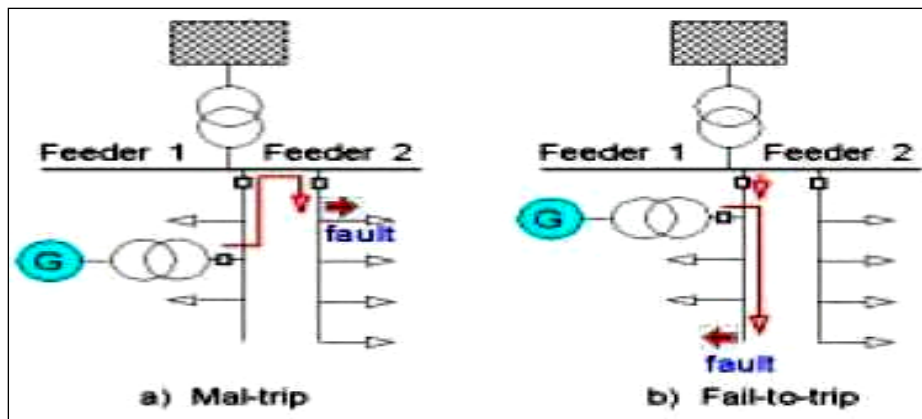 Feeder 1 Feeder 2
fault
G
a) Mal-trip
Feeder 1 Feeder 2
G
fault
b) Fail-to-trip